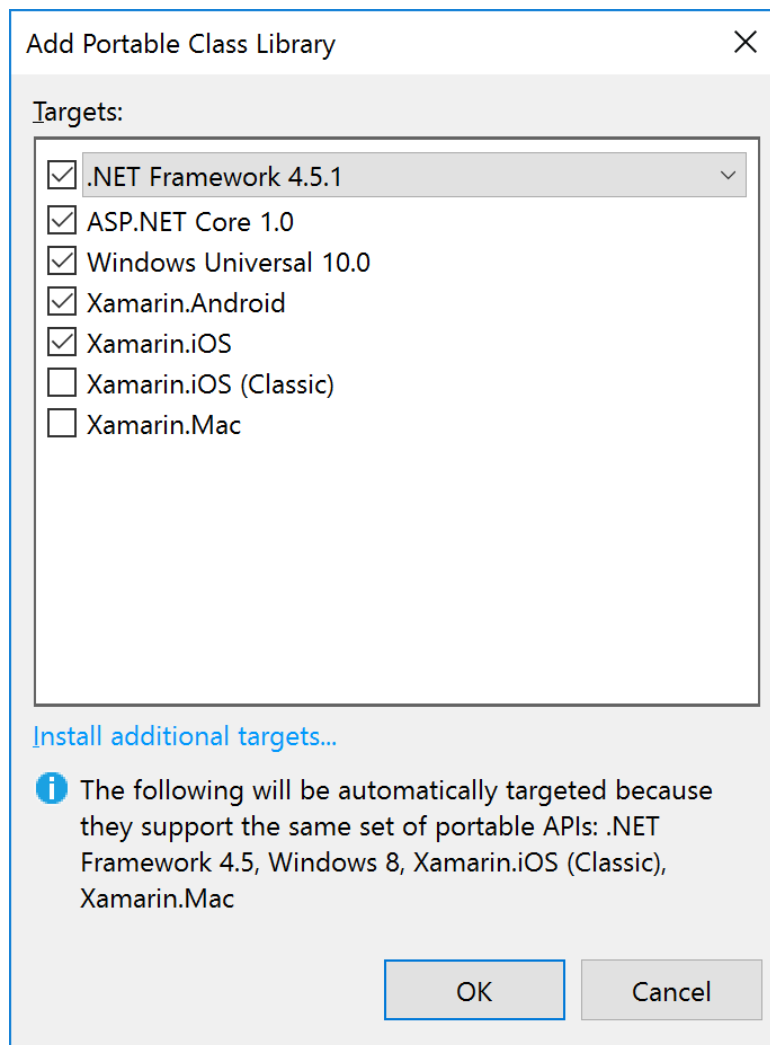 Add Portable Class Library
Targets:
.NET Framework 4.5.1
ASP.NET Core 1.0
Windows Universal 10.0
Xamarin.Android
Xamarin.iOS
Xamarin.iOS (Classic)
Xamarin.Mac
Install additional targets...
The following will be automatically targeted because
they support the same set of portable APIs: .NET
Framework 4.5, Windows 8, Xamarin.iOS (Classic),
Xamarin.Mac
OK
Cancel